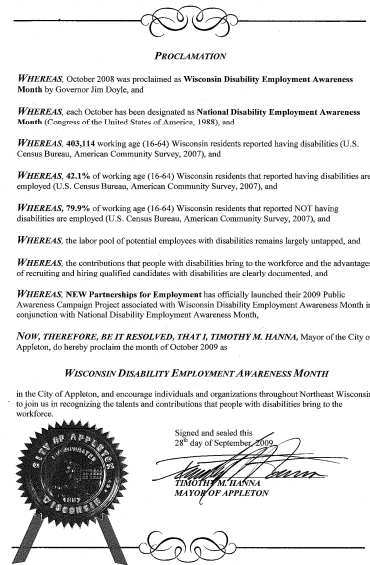 PROCLAMATION
WHEREAS, October 2008 was proclaimed as Wisconsin Disability Employment Awareness
Month by Governor Jim Doyle, and
WHEREAS, each October has been designated as National Disability Employment Awareness
Month (Congress of the United States of America, 1988), and
WHEREAS, 403,114 working age (16-64) Wisconsin residents reported having disabilities (U.S.
Census Bureau, American Community Survey, 2007), and
WHEREAS, 42.1% of working age (16-64) Wisconsin residents that reported having disabilities are
employed (U.S. Census Bureau, American Community Survey, 2007), and
WHEREAS, 79.9% of working age (16-64) Wisconsin residents that reported NOT having
disabilities are employed (U.S. Census Bureau, American Community Survey, 2007), and
WHEREAS, the labor pool of potential employees with disabilities remains largely untapped, and
WHEREAS, the contributions that people with disabilities bring to the workforce and the advantages
of recruiting and hiring qualified candidates with disabilities are clearly documented, and
WHEREAS, NEW Partnerships for Employment has officially launched their 2009 Public
Awareness Campaign Project associated with Wisconsin Disability Employment Awareness Month in
conjunction with National Disability Employment Awareness Month,
NOW, THEREFORE, BE IT RESOLVED, THAT I, TIMOTHY M. HANNA, Mayor of the City of
Appleton, do hereby proclaim the month of October 2009 as
WISCONSIN DISABILITY EMPLOYMENT AWARENESS MONTH
in the City of Appleton, and encourage individuals and organizations throughout Northeast Wisconsin
to join us in recognizing the talents and contributions that people with disabilities bring to the
workforce.
Signed and sealed this
28th day of September, 2009
TIMOTHY M. HANNA
MAYOR OF APPLETON
CITY OF APPLETON
WISCONSIN